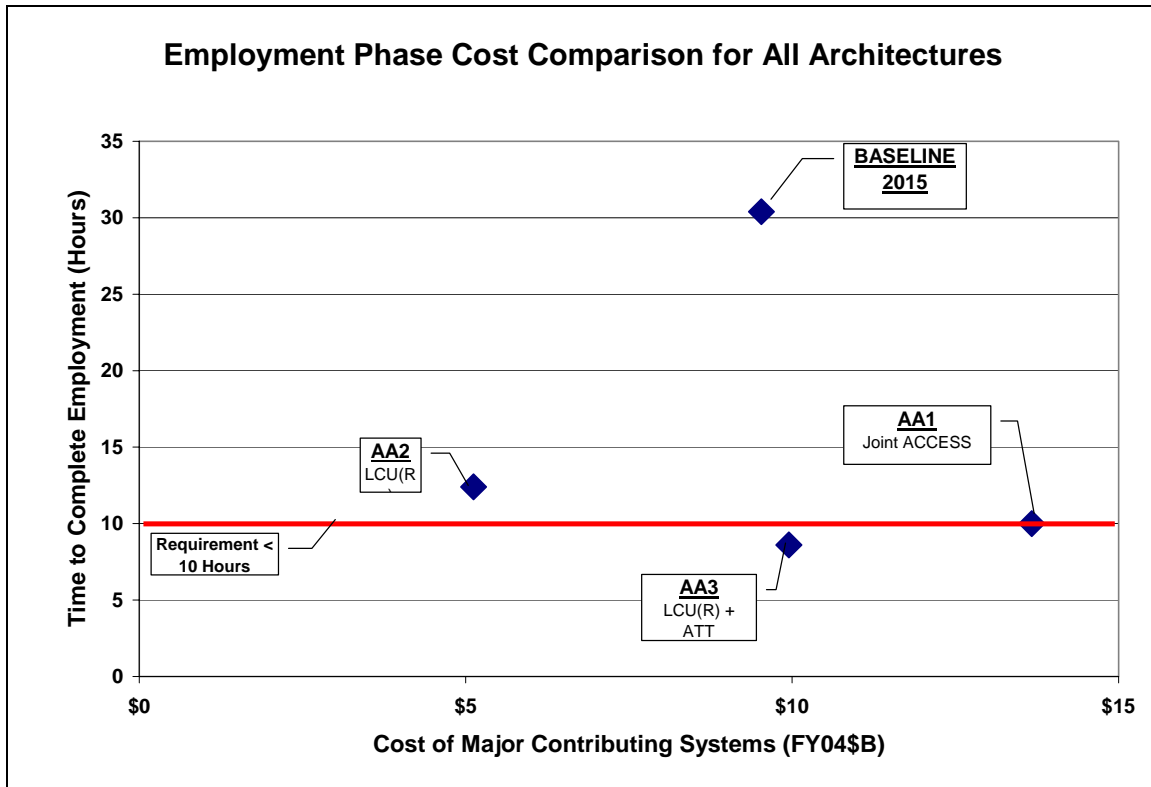 Employment Phase Cost Comparison for All Architectures
35
30
25
20
15
10
5
0
Time to Complete Employment (Hours)
BASELINE
2015
AA1
Joint ACCESS
AA2
LCU(R
Requirement <
10 Hours
AA3
LCU(R) +
ATT
$0
$5
$10
$15
Cost of Major Contributing Systems (FY04$B)